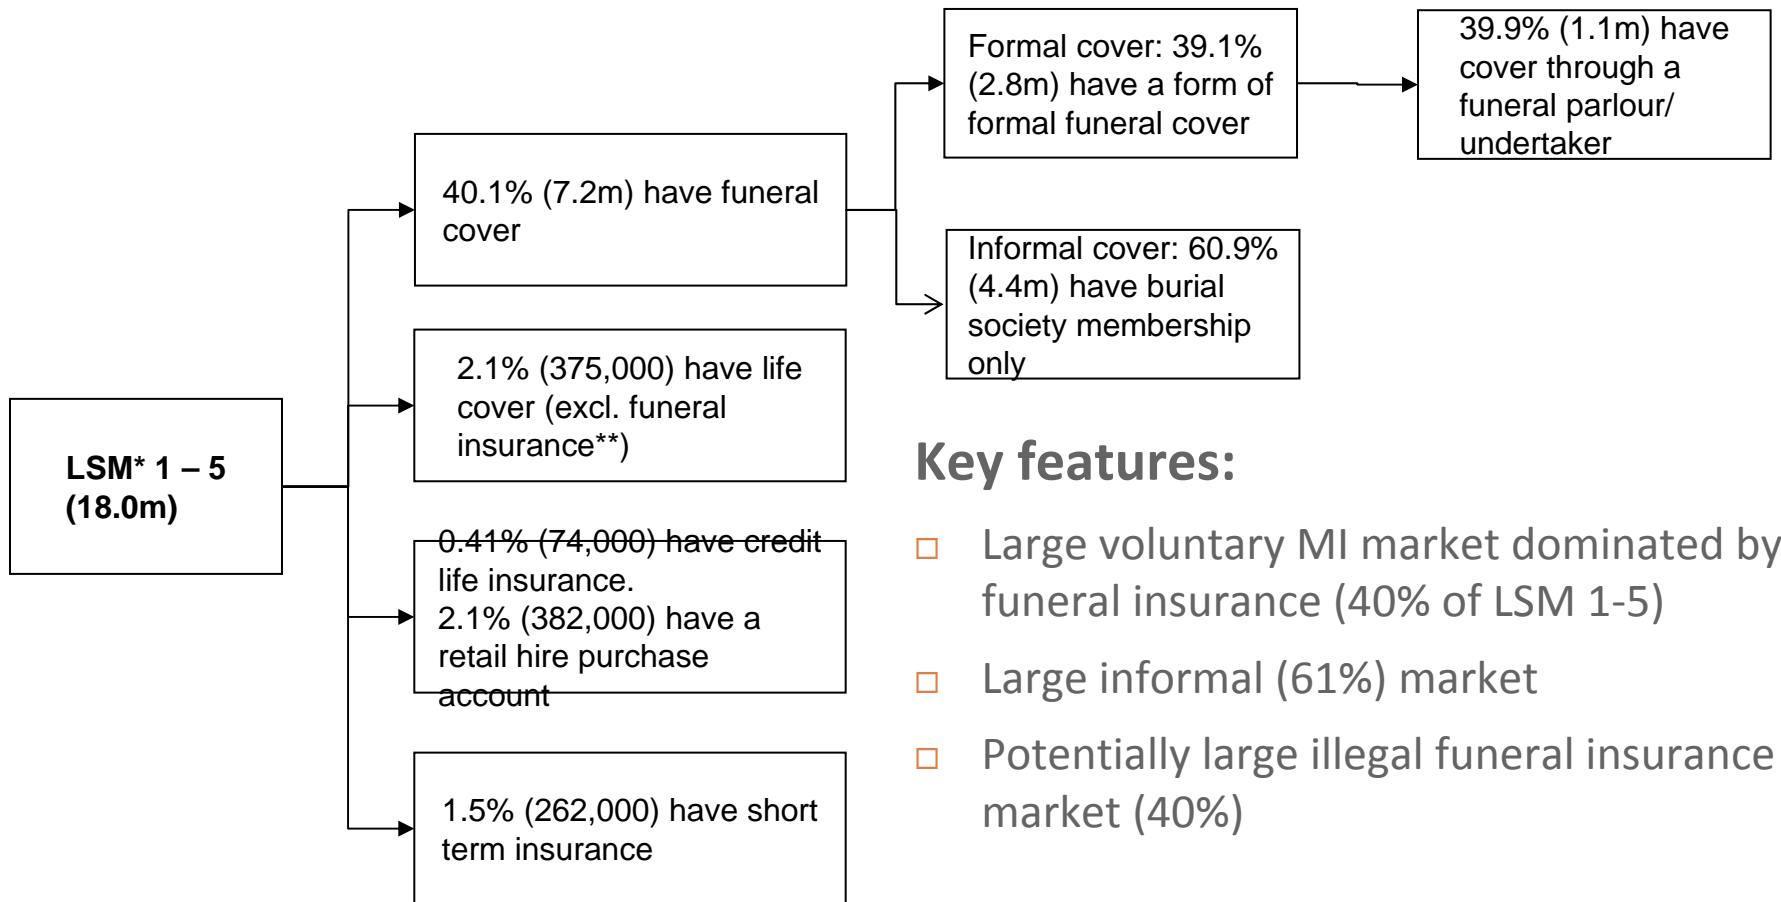 LSM* 1 – 5
(18.0m)
40.1% (7.2m) have funeral
cover
2.1% (375,000) have life
cover (excl. funeral
insurance**)
0.41% (74,000) have credit
life insurance.
2.1% (382,000) have a
retail hire purchase
account
1.5% (262,000) have short
term insurance
Formal cover: 39.1%
(2.8m) have a form of
formal funeral cover
Informal cover: 60.9%
(4.4m) have burial
society membership
only
39.9% (1.1m) have
cover through a
funeral parlour/
undertaker
Key features:
Large voluntary MI market dominated by
funeral insurance (40% of LSM 1-5)
Large informal (61%) market
Potentially large illegal funeral insurance
market (40%)